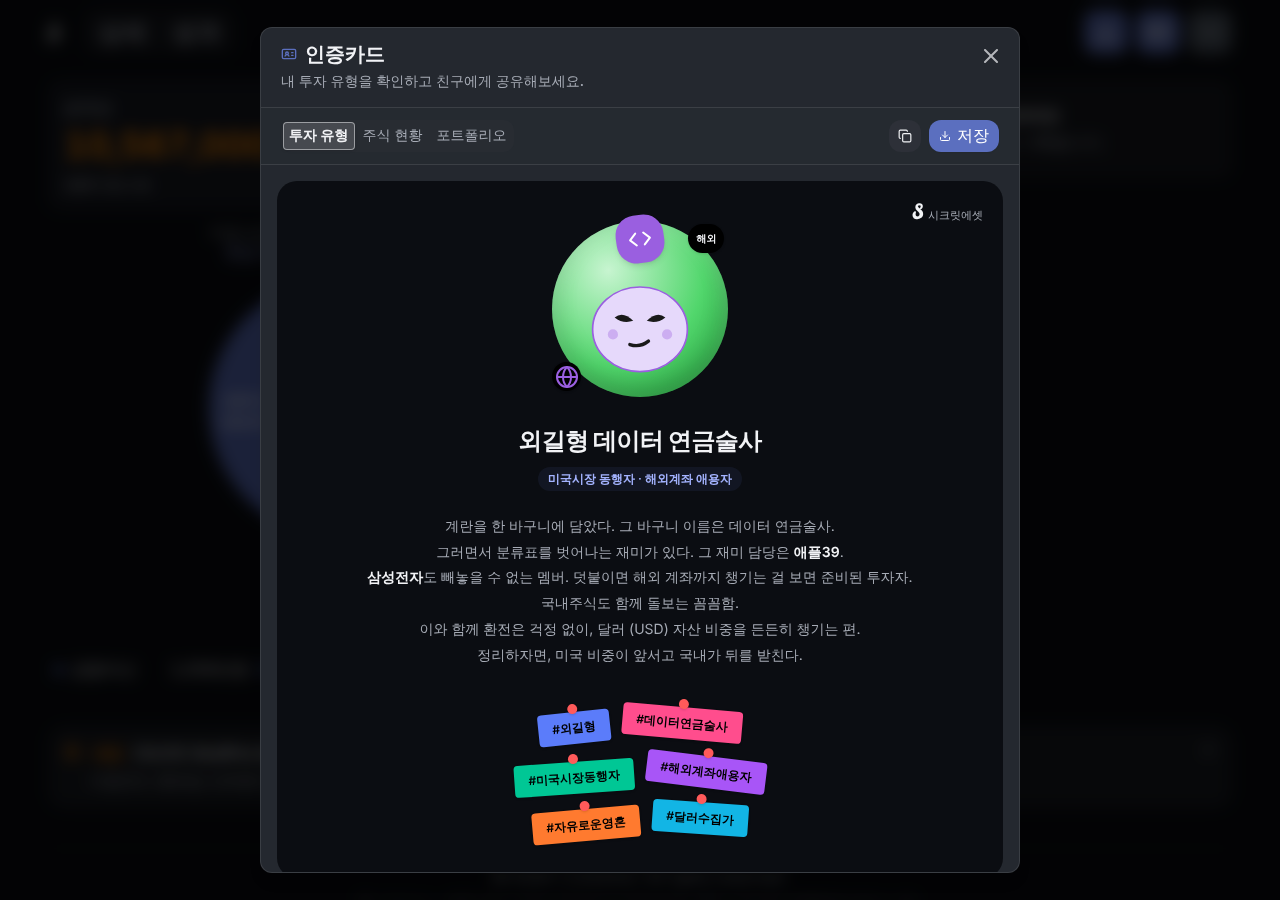 인증카드
내 투자 유형을 확인하고 친구에게 공유해보세요.
투자 유형
주식 현황
포트폴리오
저장
시크릿에셋
해외
외길형 데이터 연금술사
미국시장 동행자 · 해외계좌 애용자
계란을 한 바구니에 담았다. 그 바구니 이름은 데이터 연금술사.
그러면서 분류표를 벗어나는 재미가 있다. 그 재미 담당은 애플39.
삼성전자도 빼놓을 수 없는 멤버. 덧붙이면 해외 계좌까지 챙기는 걸 보면 준비된 투자자.
국내주식도 함께 돌보는 꼼꼼함.
이와 함께 환전은 걱정 없이, 달러 (USD) 자산 비중을 든든히 챙기는 편.
정리하자면, 미국 비중이 앞서고 국내가 뒤를 받친다.
#외길형
#데이터연금술사
#미국시장동행자
#해외계좌애용자
#자유로운영혼
#달러수집가